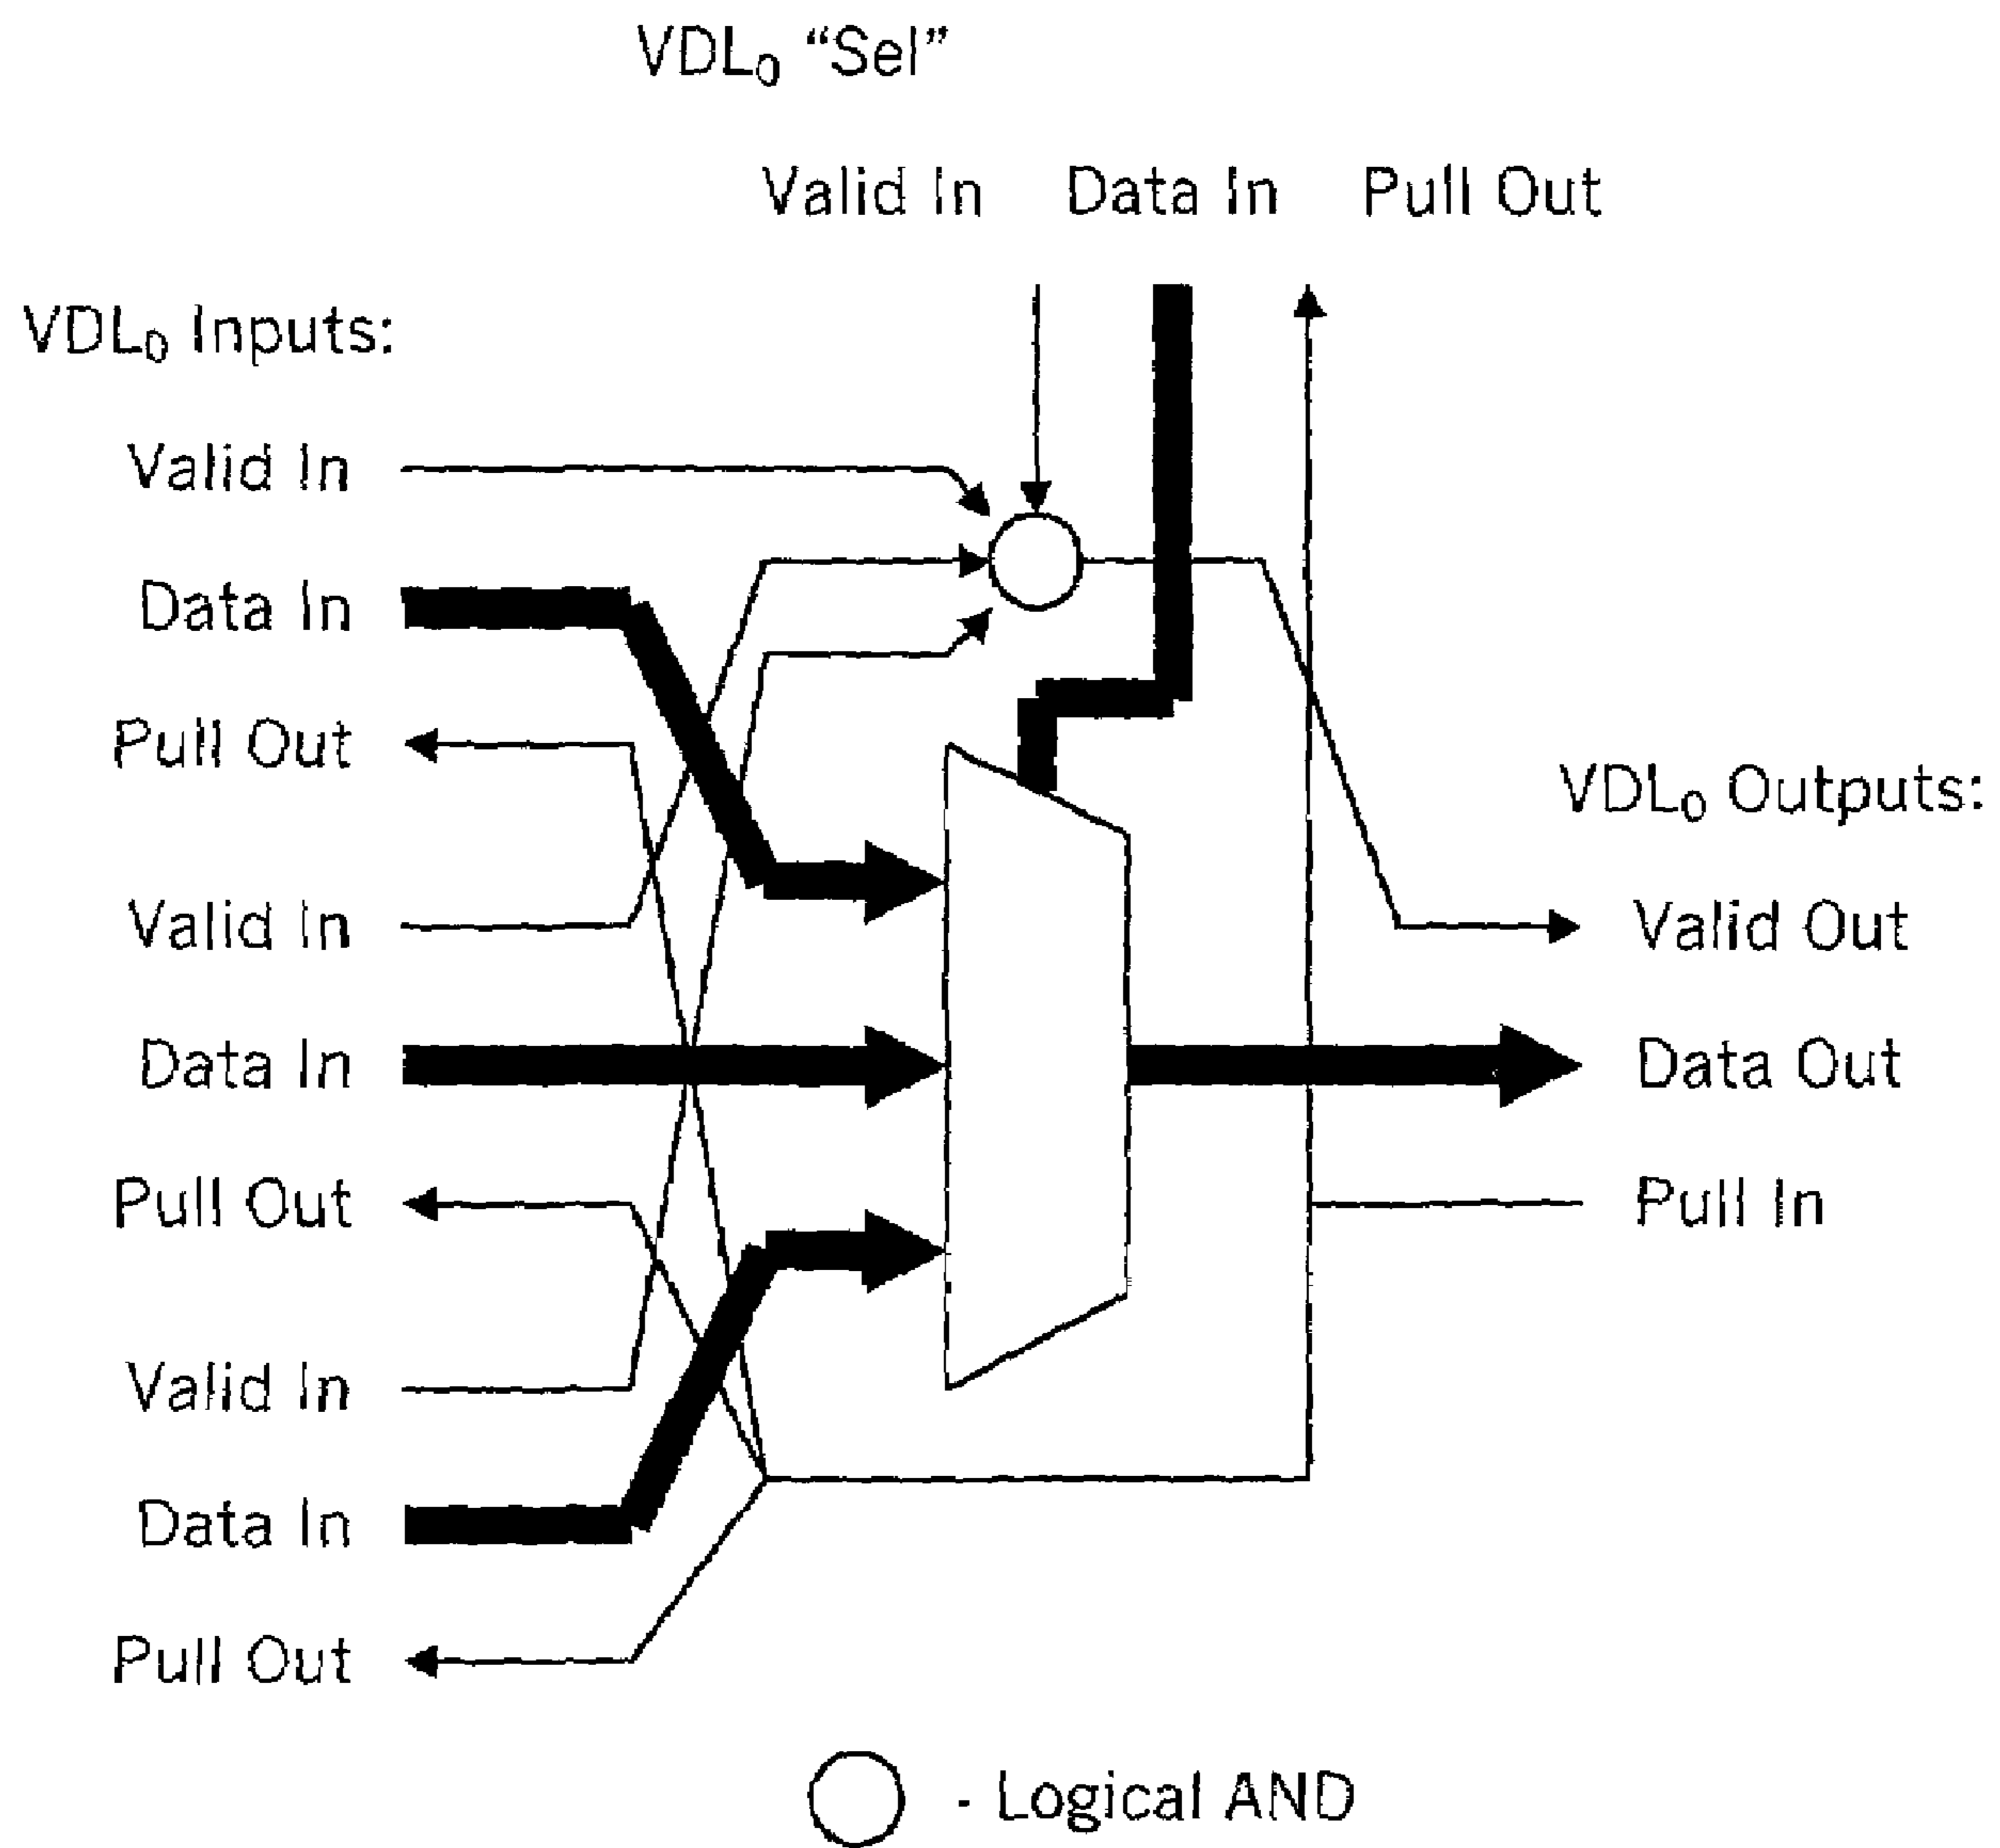 VDL₀ “Sel”
Valid In Data In Pull Out
VDL₀ Inputs:
Valid In
Data In
Pull Out
Valid In
Data In
Pull Out
Valid In
Data In
Pull Out
VDL₀ Outputs:
Valid Out
Data Out
Pull In
- Logical AND